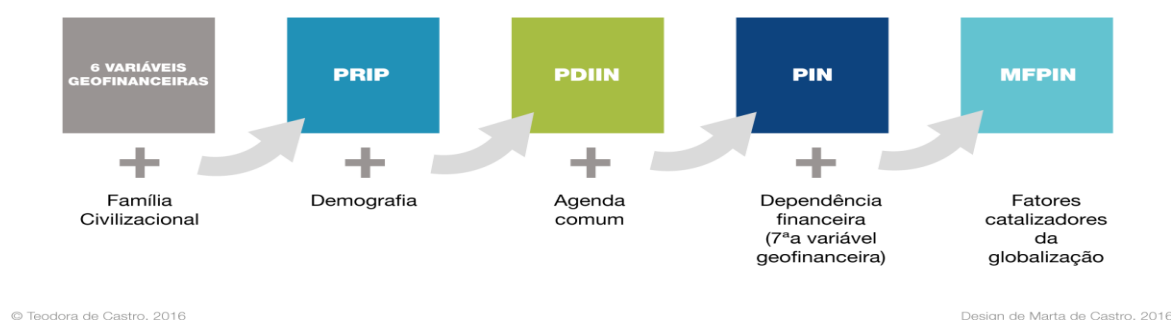 6 VARIÁVEIS
GEOFINANCEIRAS
PRIP
PDIIN
PIN
MFPIN
+
+
+
+
Família
Civilizacional
Demografia
Agenda
comum
Dependência
financeira
(7ªa variável
geofinanceira)
Fatores
catalizadores
da
globalização
© Teodora de Castro, 2016
Design de Marta de Castro, 2016